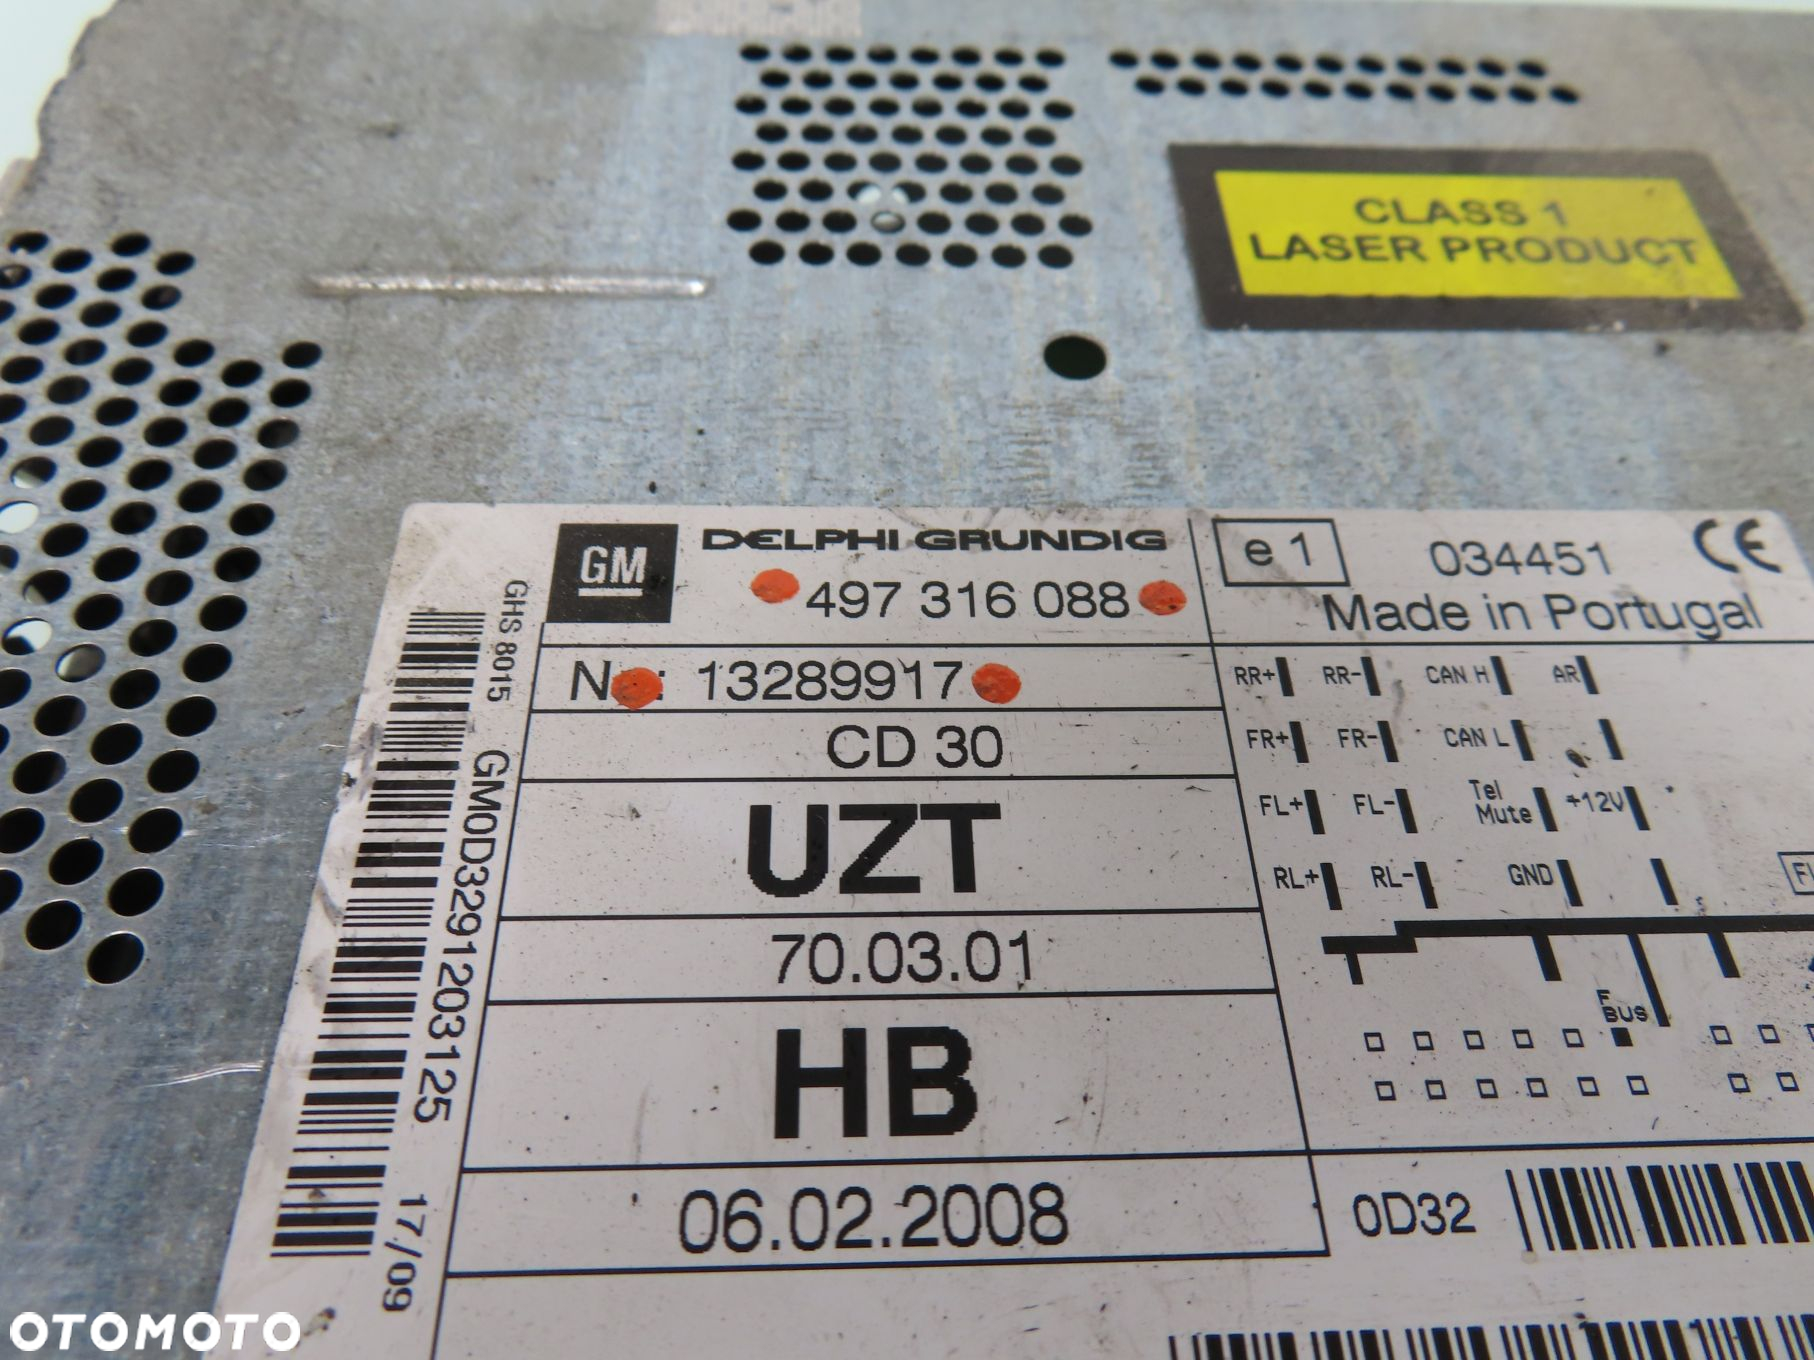 CLASS 1
LASER PRODUCT
GM
DELPHI GRUNDIG
497 316 088
e 1
034451
CE
Made in Portugal
N : 13289917
CD 30
UZT
70.03.01
HB
06.02.2008
RR+ RR- CAN H AR
FR+ FR- CAN L
FL+ FL- Tel Mute +12V
RL+ RL- GND
F BUS
0D32
GHS 8015
GM0D3291203125
17/09
OTOMOTO